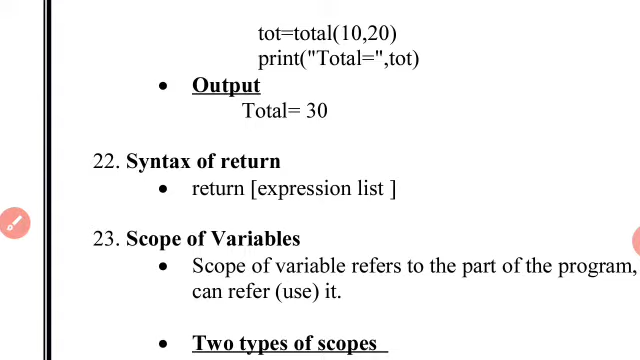 tot=total(10,20)
print("Total=",tot)
• Output
Total= 30
22. Syntax of return
• return [expression list ]
23. Scope of Variables
• Scope of variable refers to the part of the program,
can refer (use) it.
• Two types of scopes